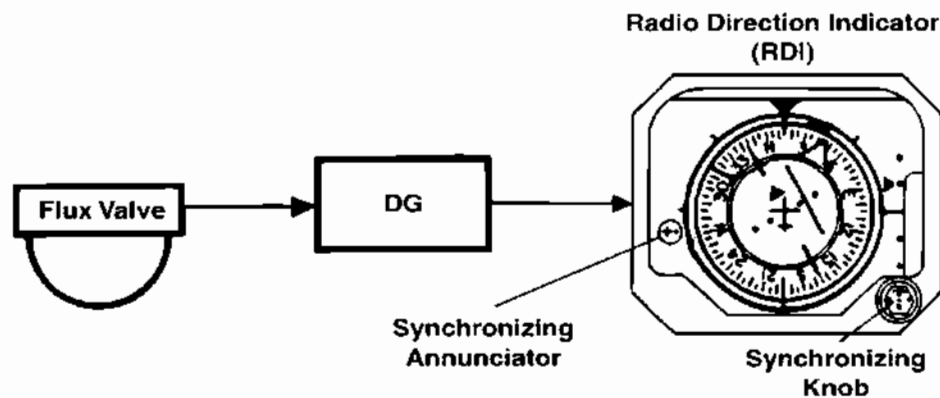 Radio Direction Indicator
(RDI)
Flux Valve
DG
Synchronizing
Annunciator
Synchronizing
Knob